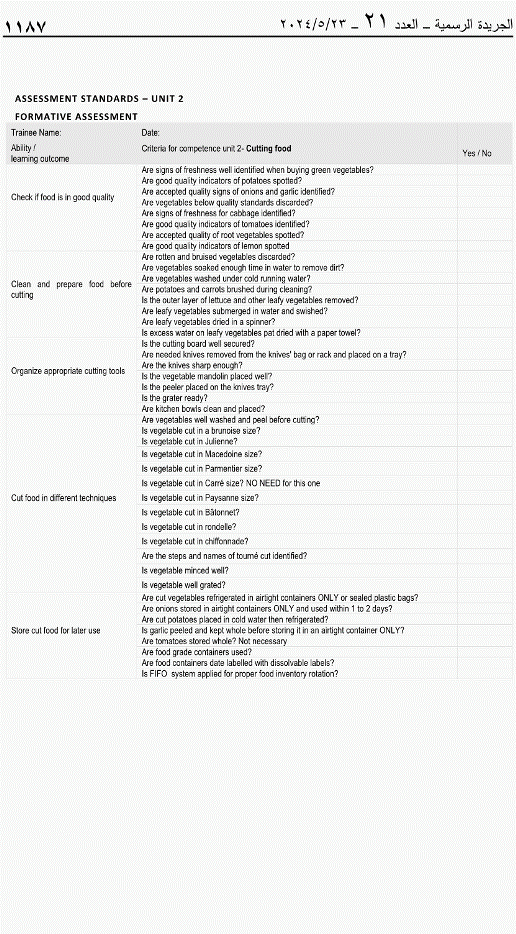 الجريدة الرسمية ــ العدد ٢١ ــ ٢٠٢٤/٥/٢٣
١١٨٧
ASSESSMENT STANDARDS – UNIT 2
FORMATIVE ASSESSMENT
Trainee Name: Date:
Ability / learning outcome Criteria for competence unit 2- Cutting food Yes / No
Check if food is in good quality
Are signs of freshness well identified when buying green vegetables?
Are good quality indicators of potatoes spotted?
Are accepted quality signs of onions and garlic identified?
Are vegetables below quality standards discarded?
Are signs of freshness for cabbage identified?
Are good quality indicators of tomatoes identified?
Are accepted quality of root vegetables spotted?
Are good quality indicators of lemon spotted
Clean and prepare food before cutting
Are rotten and bruised vegetables discarded?
Are vegetables soaked enough time in water to remove dirt?
Are vegetables washed under cold running water?
Are potatoes and carrots brushed during cleaning?
Is the outer layer of lettuce and other leafy vegetables removed?
Are leafy vegetables submerged in water and swished?
Are leafy vegetables dried in a spinner?
Is excess water on leafy vegetables pat dried with a paper towel?
Organize appropriate cutting tools
Is the cutting board well secured?
Are needed knives removed from the knives' bag or rack and placed on a tray?
Are the knives sharp enough?
Is the vegetable mandolin placed well?
Is the peeler placed on the knives tray?
Is the grater ready?
Are kitchen bowls clean and placed?
Cut food in different techniques
Are vegetables well washed and peel before cutting?
Is vegetable cut in a brunoise size?
Is vegetable cut in Julienne?
Is vegetable cut in Macedoine size?
Is vegetable cut in Parmentier size?
Is vegetable cut in Carré size? NO NEED for this one
Is vegetable cut in Paysanne size?
Is vegetable cut in Bâtonnet?
Is vegetable cut in rondelle?
Is vegetable cut in chiffonnade?
Are the steps and names of tourné cut identified?
Is vegetable minced well?
Is vegetable well grated?
Store cut food for later use
Are cut vegetables refrigerated in airtight containers ONLY or sealed plastic bags?
Are onions stored in airtight containers ONLY and used within 1 to 2 days?
Are cut potatoes placed in cold water then refrigerated?
Is garlic peeled and kept whole before storing it in an airtight container ONLY?
Are tomatoes stored whole? Not necessary
Are food grade containers used?
Are food containers date labelled with dissolvable labels?
Is FIFO system applied for proper food inventory rotation?